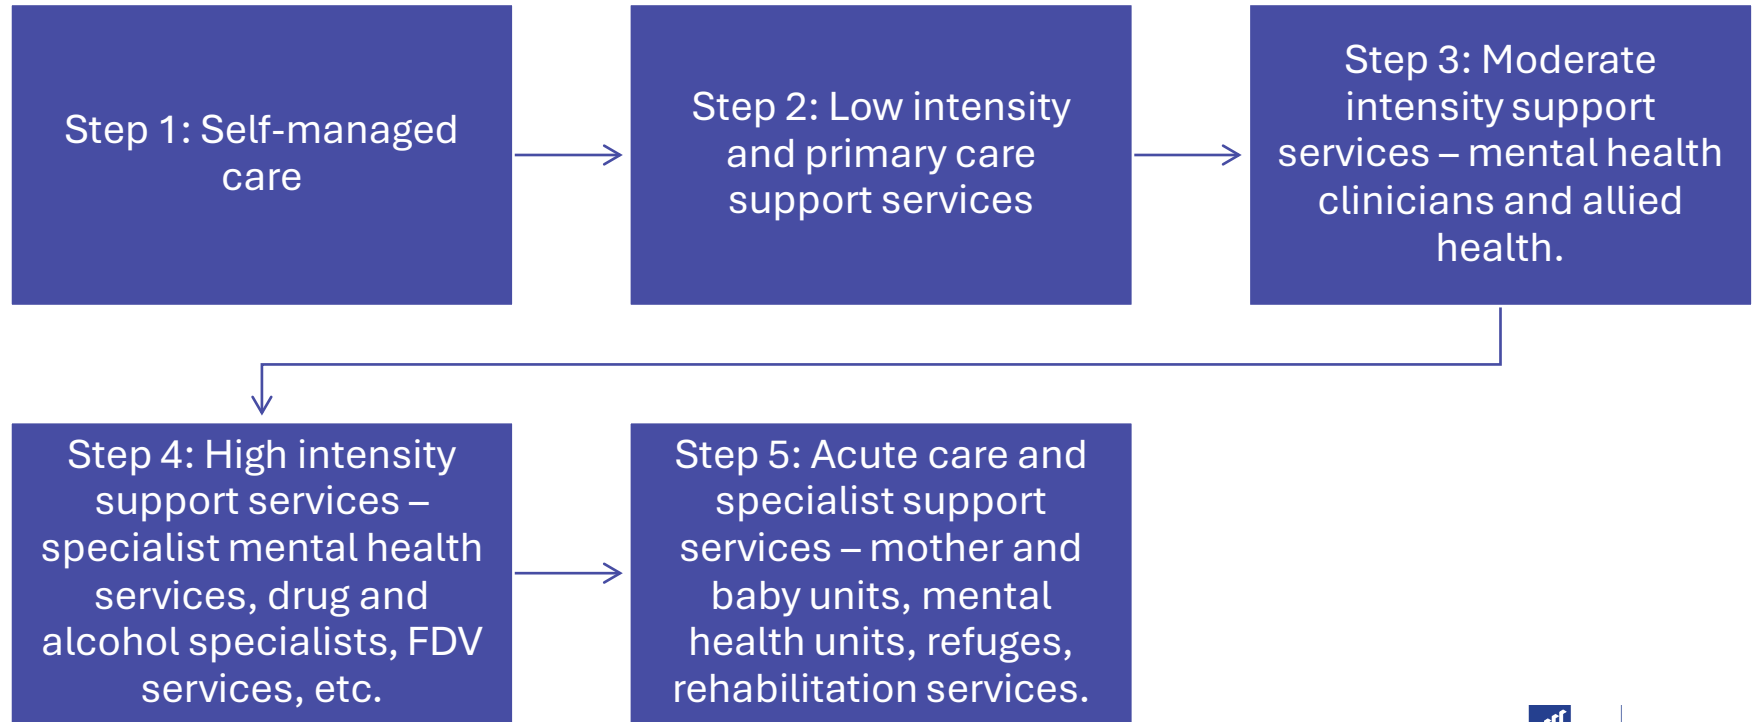 Step 1: Self-managed
care
Step 2: Low intensity
and primary care
support services
Step 3: Moderate
intensity support
services – mental health
clinicians and allied
health.
Step 4: High intensity
support services –
specialist mental health
services, drug and
alcohol specialists, FDV
services, etc.
Step 5: Acute care and
specialist support
services – mother and
baby units, mental
health units, refuges,
rehabilitation services.